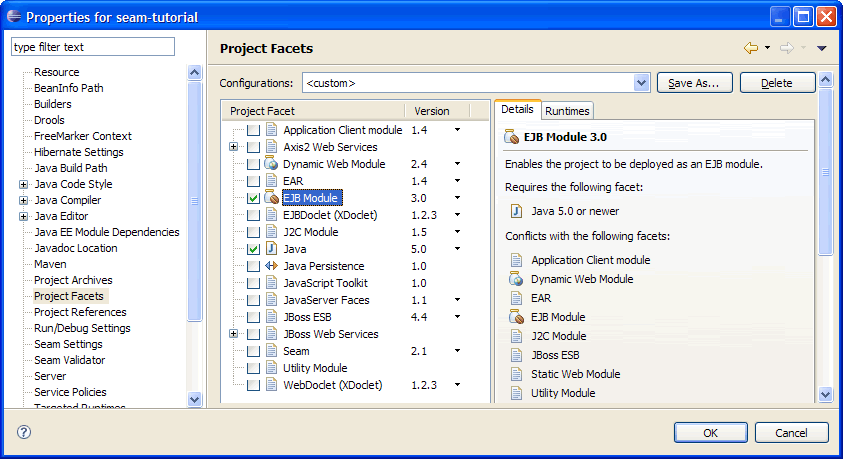 Properties for seam-tutorial
type filter text
Resource
BeanInfo Path
Builders
Drools
FreeMarker Context
Hibernate Settings
Java Build Path
Java Code Style
Java Compiler
Java Editor
Java EE Module Dependencies
Javadoc Location
Maven
Project Archives
Project Facets
Project References
Run/Debug Settings
Seam Settings
Seam Validator
Server
Service Policies
Targeted Runtimes
Project Facets
Configurations: <custom> Save As... Delete
Project Facet Version
Application Client module 1.4
Axis2 Web Services
Dynamic Web Module 2.4
EAR 1.4
EJB Module 3.0
EJBDoclet (XDoclet) 1.2.3
J2C Module 1.5
Java 5.0
Java Persistence 1.0
JavaScript Toolkit 1.0
JavaServer Faces 1.1
JBoss ESB 4.4
JBoss Web Services
Seam 2.1
Utility Module
WebDoclet (XDoclet) 1.2.3
Details Runtimes
EJB Module 3.0
Enables the project to be deployed as an EJB module.
Requires the following facet:
Java 5.0 or newer
Conflicts with the following facets:
Application Client module
Dynamic Web Module
EAR
EJB Module
J2C Module
JBoss ESB
Static Web Module
Utility Module
OK Cancel